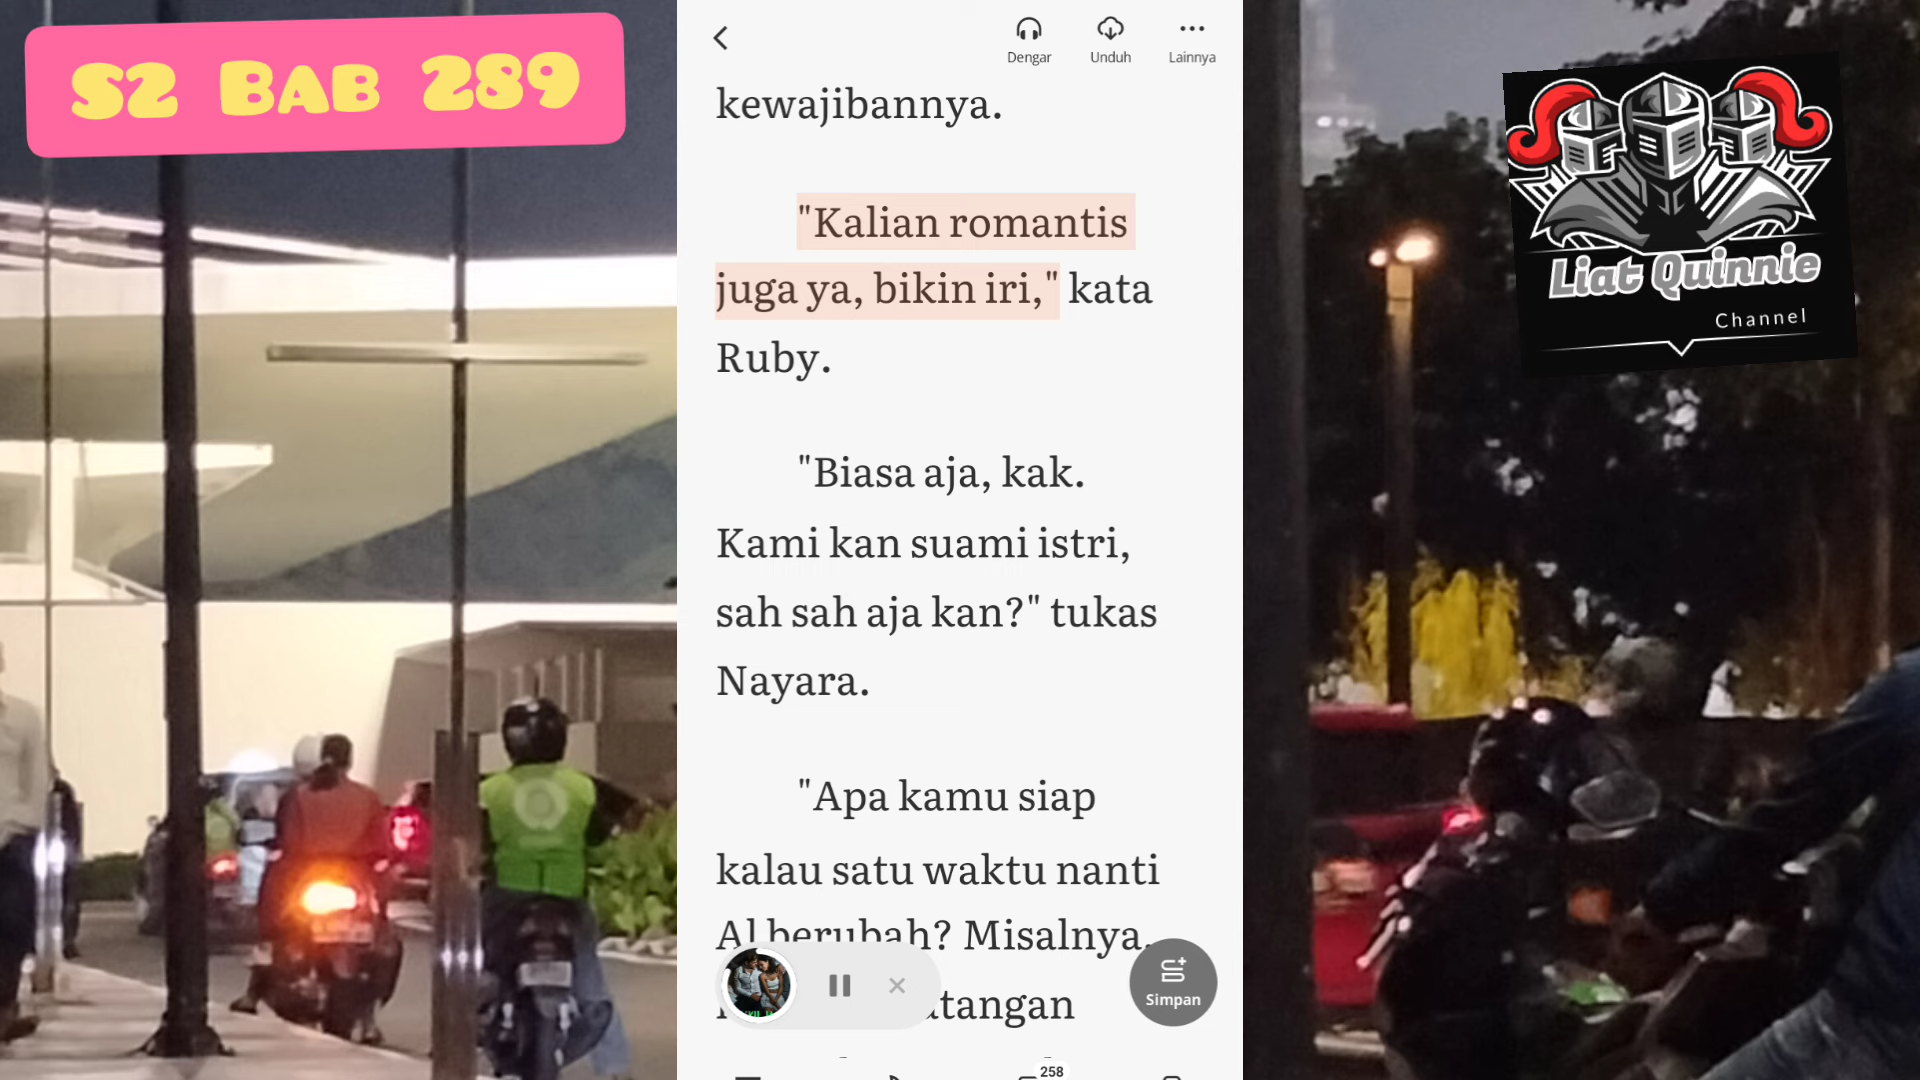 S2 BAB 289
Dengar
Unduh
Lainnya
kewajibannya.
"Kalian romantis
juga ya, bikin iri," kata
Ruby.
"Biasa aja, kak.
Kami kan suami istri,
sah sah aja kan?" tukas
Nayara.
"Apa kamu siap
kalau satu waktu nanti
Al berubah? Misalnya,
Simpan
258
Liat Quinnie
Channel